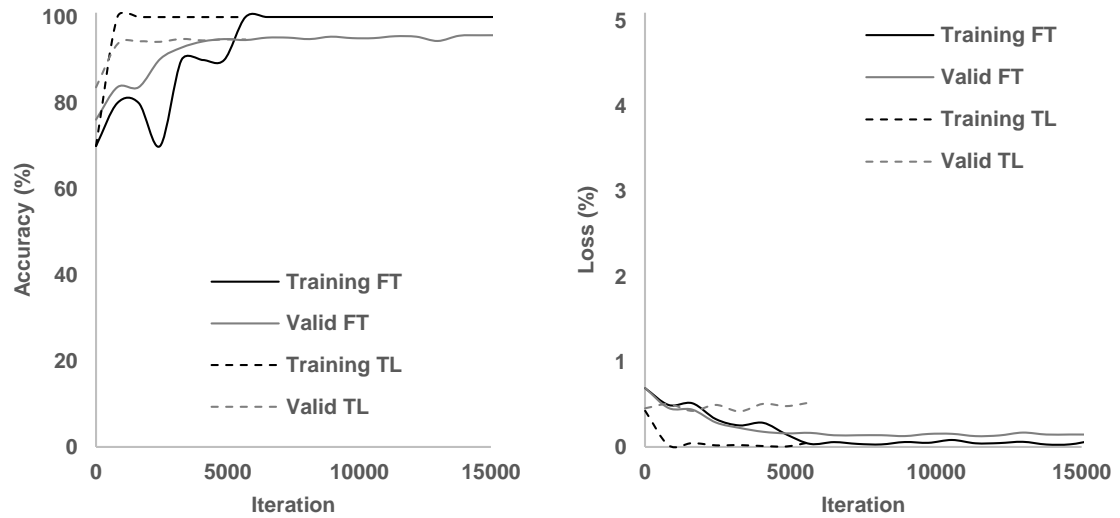 100
80
60
40
20
0
Accuracy (%)
Training FT
Valid FT
Training TL
Valid TL
0 5000 10000 15000
Iteration
5
4
3
2
1
0
Loss (%)
Training FT
Valid FT
Training TL
Valid TL
0 5000 10000 15000
Iteration